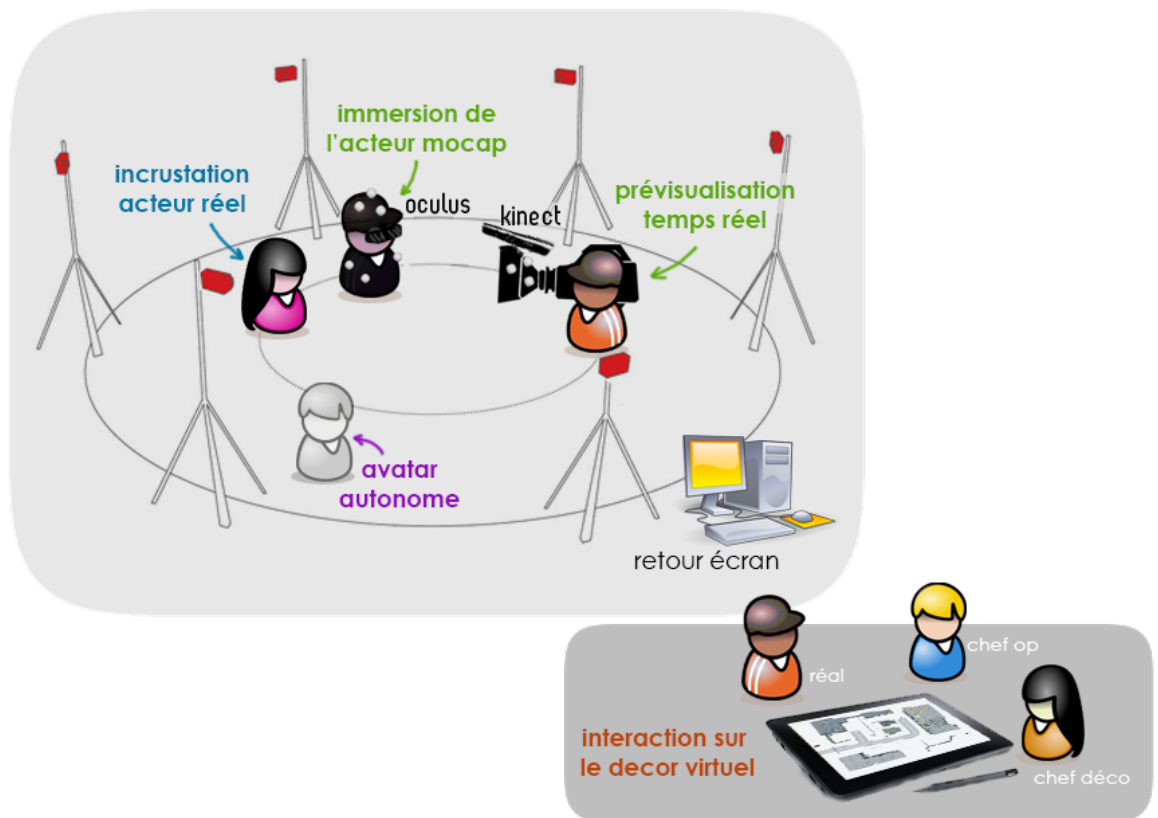 immersion de
l'acteur mocap
incrustation
acteur réel
oculus
kinect
prévisualisation
temps réel
avatar
autonome
retour écran
chef op
réal
interaction sur
le decor virtuel
chef déco